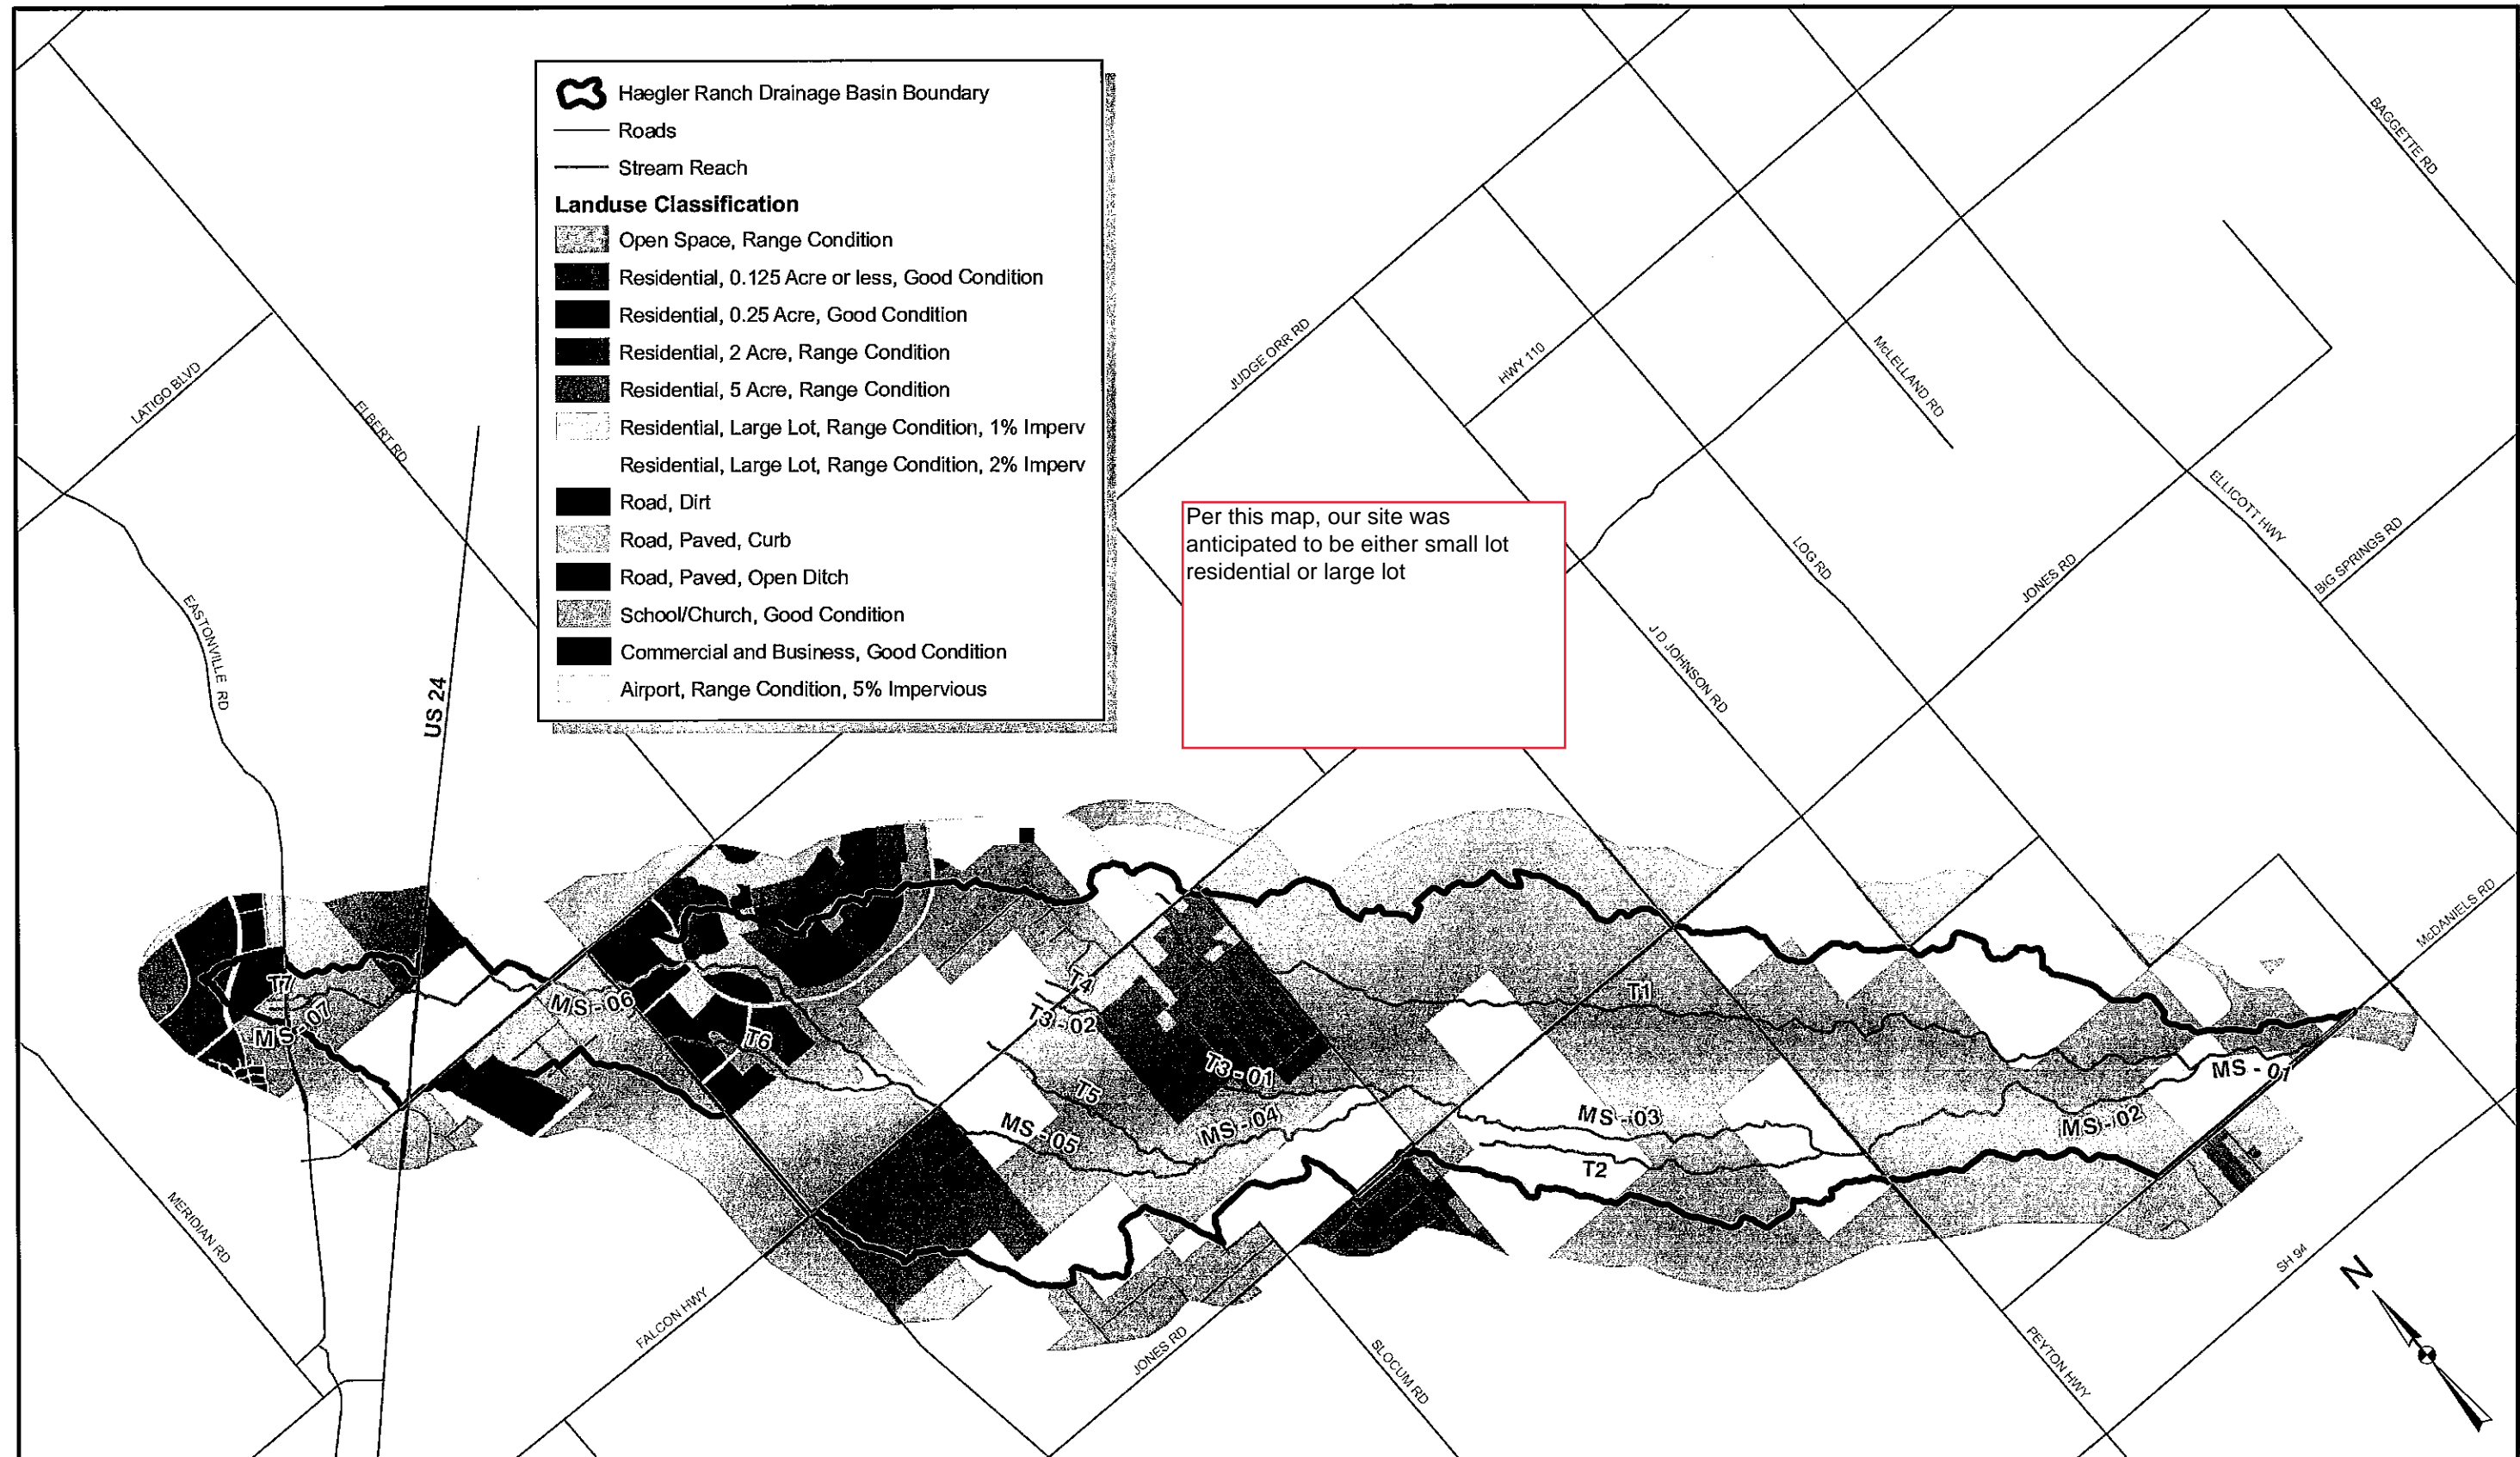 Haegler Ranch Drainage Basin Boundary
Roads
Stream Reach
Landuse Classification
Open Space, Range Condition
Residential, 0.125 Acre or less, Good Condition
Residential, 0.25 Acre, Good Condition
Residential, 2 Acre, Range Condition
Residential, 5 Acre, Range Condition
Residential, Large Lot, Range Condition, 1% Imperv
Residential, Large Lot, Range Condition, 2% Imperv
Road, Dirt
Road, Paved, Curb
Road, Paved, Open Ditch
School/Church, Good Condition
Commercial and Business, Good Condition
Airport, Range Condition, 5% Impervious
Per this map, our site was
anticipated to be either small lot
residential or large lot
BAGGETTE RD
JUDGE ORR RD
HWY 110
McLELLAND RD
LATIGO BLVD
ELBERT RD
ELLICOTT HWY
BIG SPRINGS RD
LOG RD
JONES RD
EASTONVILLE RD
US 24
J D JOHNSON RD
McDANIELS RD
T7
MS - 07
MS - 06
T6
T4
T3 - 02
T1
T5
T3 - 01
MS - 05
MS - 04
MS - 03
T2
MS - 02
MS - 01
MERIDIAN RD
FALCON HWY
JONES RD
SLOCUM RD
PEYTON HWY
SH 94
N